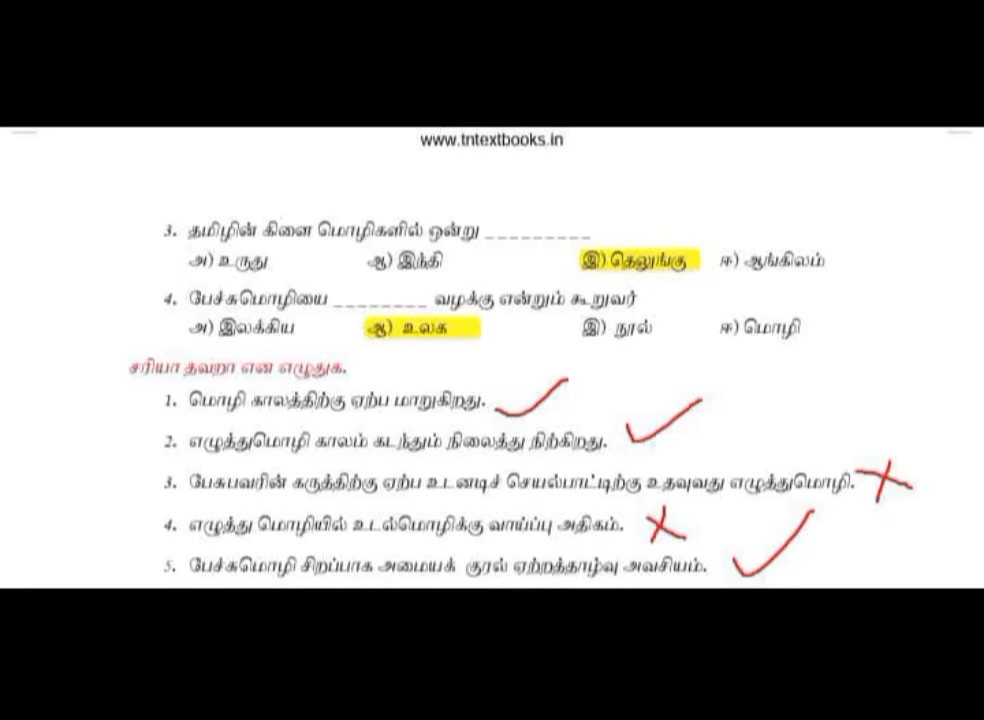 www.tntextbooks.in
3. தமிழின் கிளை மொழிகளில் ஒன்று _________
அ) உருது ஆ) இந்தி இ) தெலுங்கு ஈ) ஆங்கிலம்
4. பேச்சுமொழியை _________ வழக்கு என்றும் கூறுவர்
அ) இலக்கிய ஆ) உலக இ) நூல் ஈ) மொழி
சரியா தவறா என எழுதுக.
1. மொழி காலத்திற்கு ஏற்ப மாறுகிறது.
2. எழுத்துமொழி காலம் கடந்தும் நிலைத்து நிற்கிறது.
3. பேசுபவரின் கருத்திற்கு ஏற்ப உடனடிச் செயல்பாட்டிற்கு உதவுவது எழுத்துமொழி.
4. எழுத்து மொழியில் உடல்மொழிக்கு வாய்ப்பு அதிகம்.
5. பேச்சுமொழி சிறப்பாக அமையக் குரல் ஏற்றத்தாழ்வு அவசியம்.